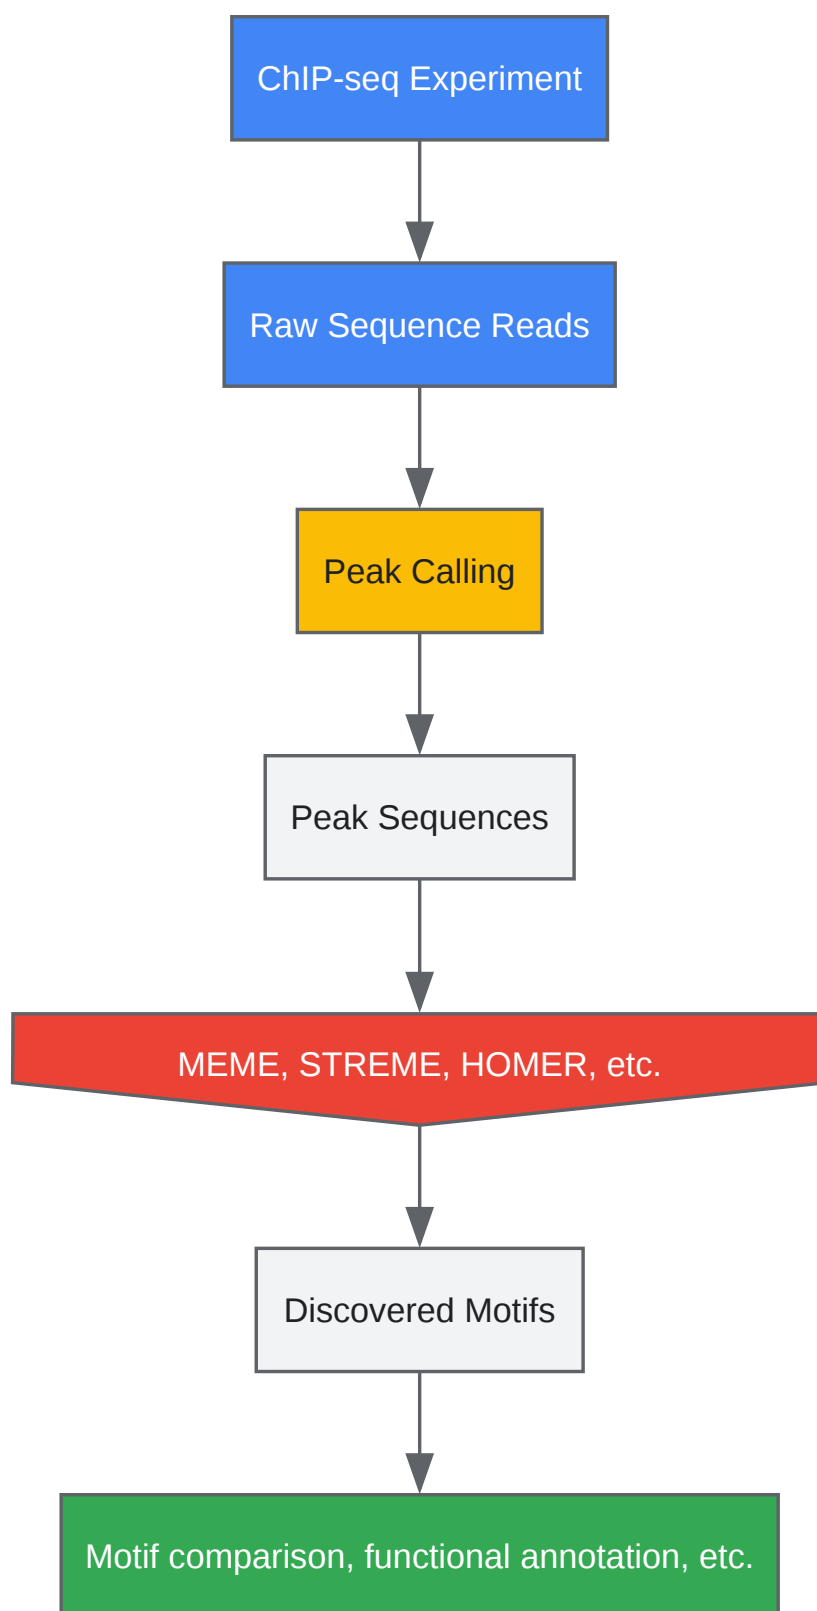 ChIP-seq Experiment
Raw Sequence Reads
Peak Calling
Peak Sequences
MEME, STREME, HOMER, etc.
Discovered Motifs
Motif comparison, functional annotation, etc.